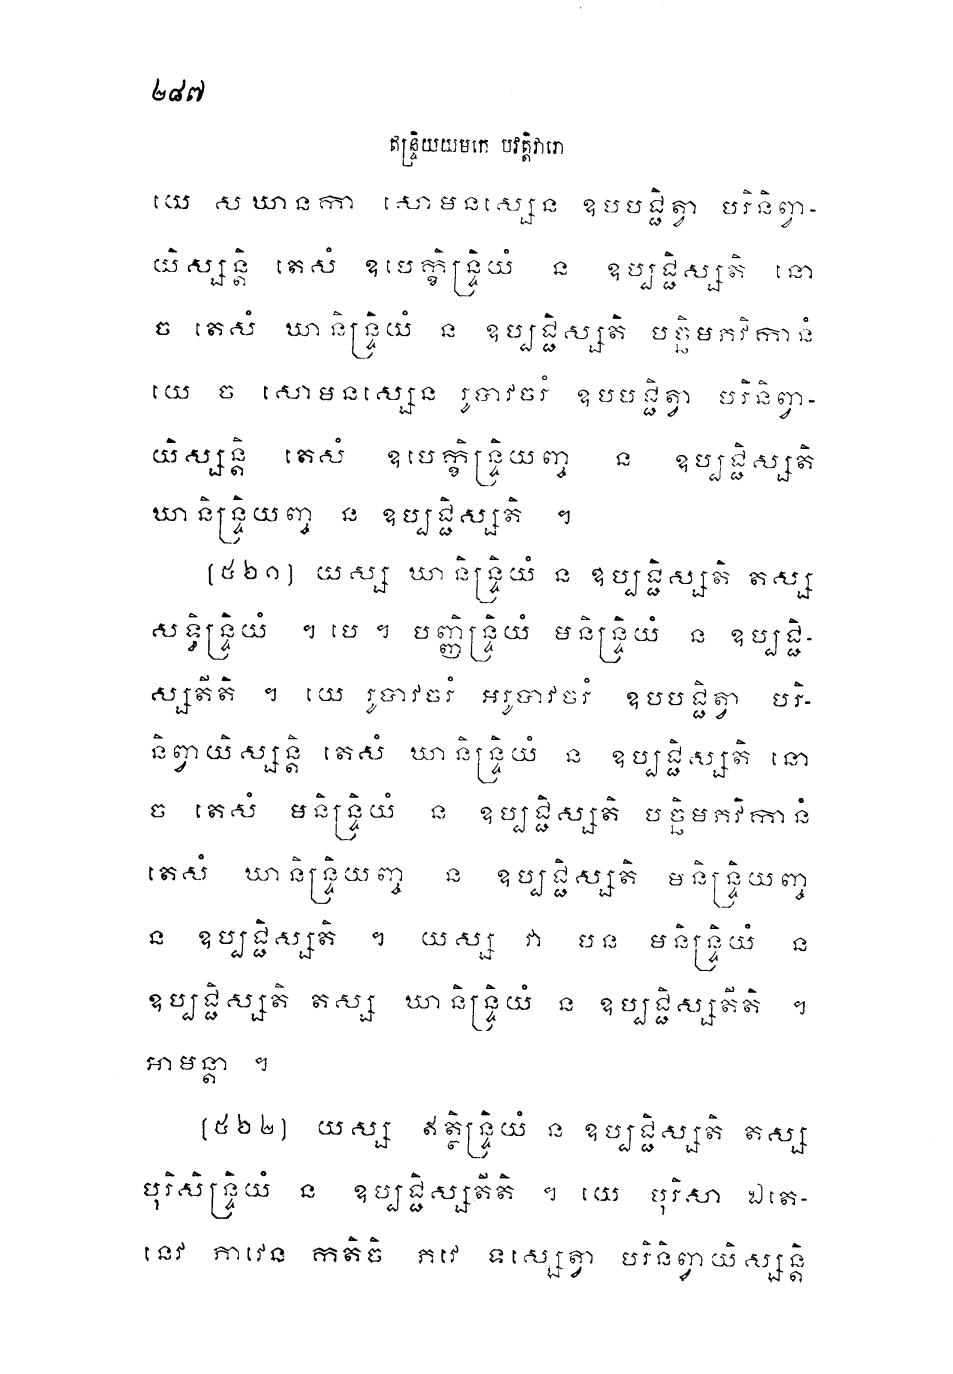 ២៨៧
ឥន្ទ្រិយយមកេ បវត្តិវារោ
យេ សឃានកា សោមនស្សេន ឧបបជ្ជិត្វា បរិនិព្វា-
យិស្សន្តិ តេសំ ឧបេក្ខិន្ទ្រិយំ ន ឧប្បជ្ជិស្សតិ នោ
ច តេសំ ឃានិន្ទ្រិយំ ន ឧប្បជ្ជិស្សតិ បច្ឆិមភវិកានំ
យេ ច សោមនស្សេន រូបាវចរំ ឧបបជ្ជិត្វា បរិនិព្វា-
យិស្សន្តិ តេសំ ឧបេក្ខិន្ទ្រិយញ្ច ន ឧប្បជ្ជិស្សតិ
ឃានិន្ទ្រិយញ្ច ន ឧប្បជ្ជិស្សតិ ។
(៥៦១) យស្ស ឃានិន្ទ្រិយំ ន ឧប្បជ្ជិស្សតិ តស្ស
សទ្ធិន្ទ្រិយំ ។ បេ ។ បញ្ញិន្ទ្រិយំ មនិន្ទ្រិយំ ន ឧប្បជ្ជិ-
ស្សតីតិ ។ យេ រូបាវចរំ អរូបាវចរំ ឧបបជ្ជិត្វា បរិ-
និព្វាយិស្សន្តិ តេសំ ឃានិន្ទ្រិយំ ន ឧប្បជ្ជិស្សតិ នោ
ច តេសំ មនិន្ទ្រិយំ ន ឧប្បជ្ជិស្សតិ បច្ឆិមភវិកានំ
តេសំ ឃានិន្ទ្រិយញ្ច ន ឧប្បជ្ជិស្សតិ មនិន្ទ្រិយញ្ច
ន ឧប្បជ្ជិស្សតិ ។ យស្ស វា បន មនិន្ទ្រិយំ ន
ឧប្បជ្ជិស្សតិ តស្ស ឃានិន្ទ្រិយំ ន ឧប្បជ្ជិស្សតីតិ ។
អាមន្តា ។
(៥៦២) យស្ស ឥត្ថិន្ទ្រិយំ ន ឧប្បជ្ជិស្សតិ តស្ស
បុរិសិន្ទ្រិយំ ន ឧប្បជ្ជិស្សតីតិ ។ យេ បុរិសា ឯតេ-
នេវ ភាវេន កតិចិ ភវេ ទស្សេត្វា បរិនិព្វាយិស្សន្តិ